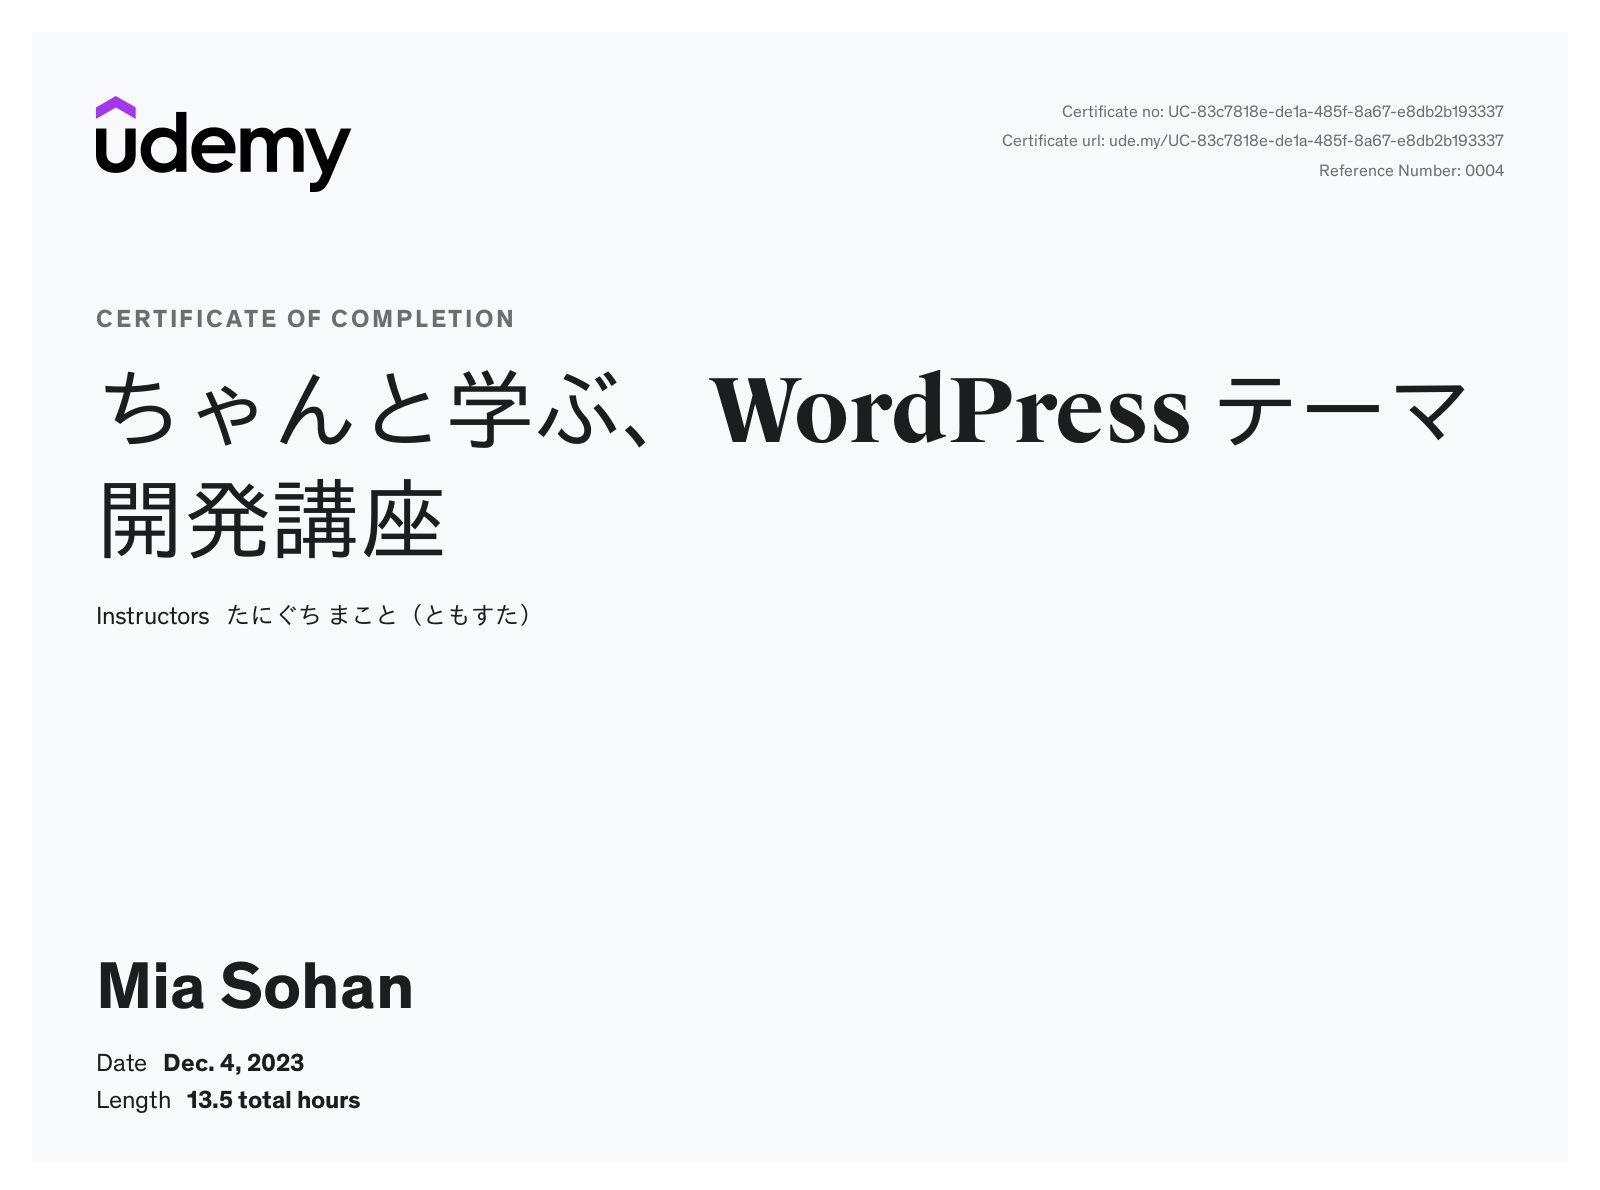 udemy
Certificate no: UC-83c7818e-de1a-485f-8a67-e8db2b193337
Certificate url: ude.my/UC-83c7818e-de1a-485f-8a67-e8db2b193337
Reference Number: 0004
CERTIFICATE OF COMPLETION
ちゃんと学ぶ、WordPress テーマ
開発講座
Instructors たにぐち まこと（ともすた）
Mia Sohan
Date Dec. 4, 2023
Length 13.5 total hours